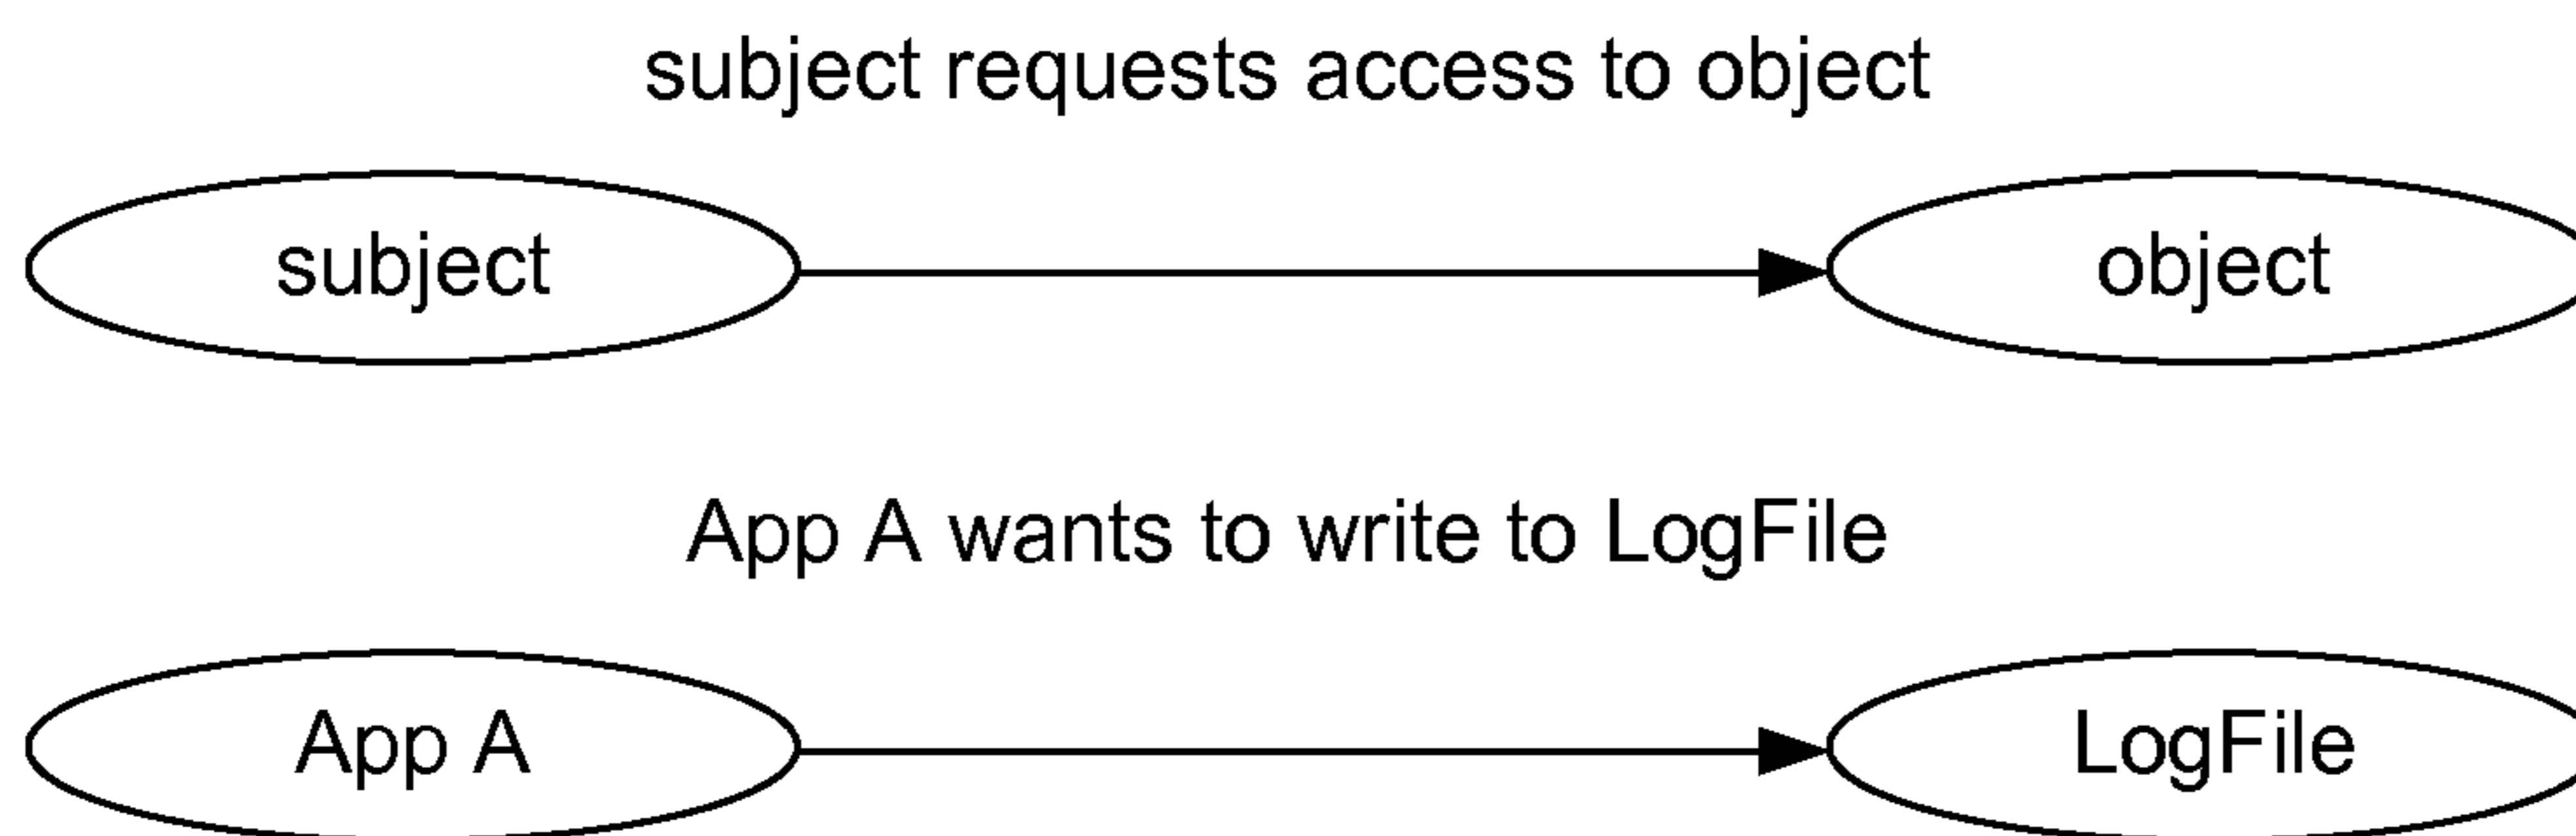 subject requests access to object
subject
object
App A wants to write to LogFile
App A
LogFile